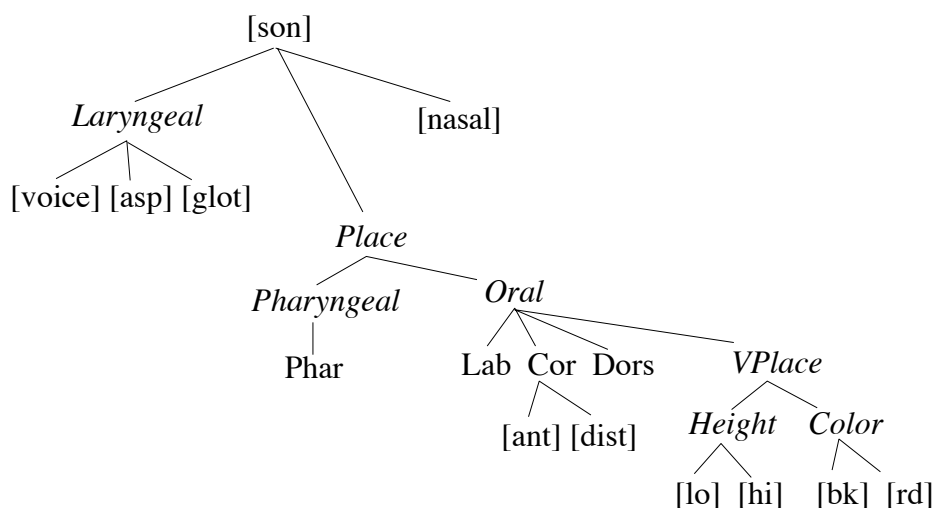 [son]
Laryngeal [nasal]
[voice] [asp] [glot]
Place
Pharyngeal Oral
Phar Lab Cor Dors VPlace
[ant] [dist] Height Color
[lo] [hi] [bk] [rd]